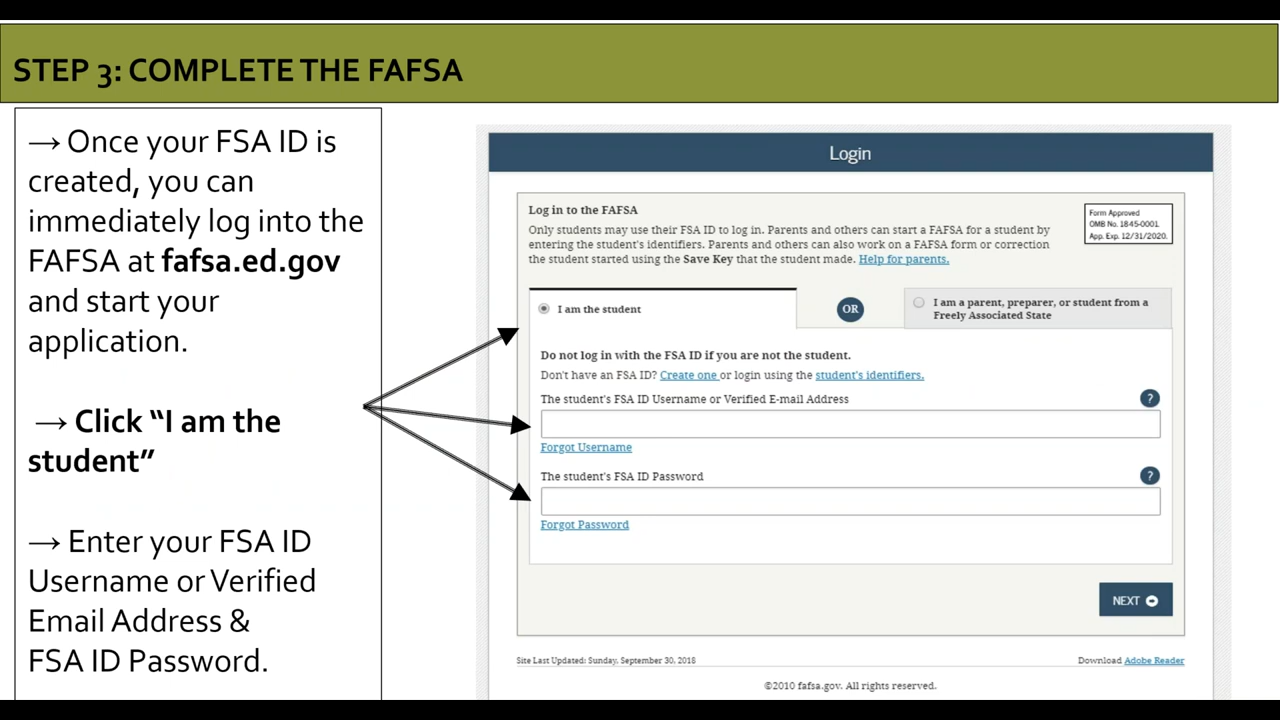 STEP 3: COMPLETE THE FAFSA
→ Once your FSA ID is
created, you can
immediately log into the
FAFSA at fafsa.ed.gov
and start your
application.
→ Click “I am the
student”
→ Enter your FSA ID
Username or Verified
Email Address &
FSA ID Password.
Login
Log in to the FAFSA
Only students may use their FSA ID to log in. Parents and others can start a FAFSA for a student by
entering the student's identifiers. Parents and others can also work on a FAFSA form or correction
the student started using the Save Key that the student made. Help for parents.
Form Approved
OMB No. 1845-0001
App. Exp. 12/31/2020.
I am the student
OR
I am a parent, preparer, or student from a
Freely Associated State
Do not log in with the FSA ID if you are not the student.
Don't have an FSA ID? Create one or login using the student's identifiers.
The student's FSA ID Username or Verified E-mail Address
?
Forgot Username
The student's FSA ID Password
?
Forgot Password
NEXT
Site Last Updated: Sunday, September 30, 2018
Download Adobe Reader
©2010 fafsa.gov. All rights reserved.